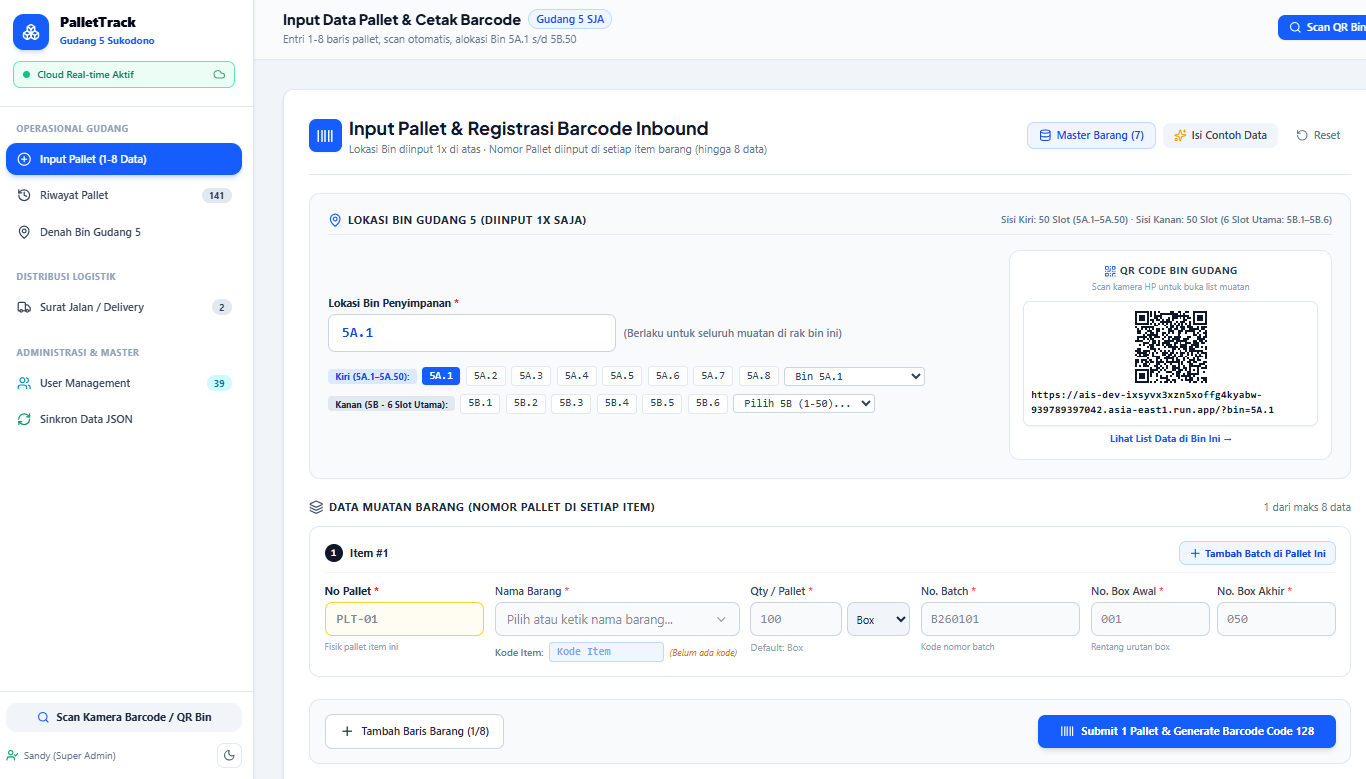 PalletTrack
Gudang 5 Sukodono
Cloud Real-time Aktif
OPERASIONAL GUDANG
Input Pallet (1-8 Data)
Riwayat Pallet 141
Denah Bin Gudang 5
DISTRIBUSI LOGISTIK
Surat Jalan / Delivery 2
ADMINISTRASI & MASTER
User Management 39
Sinkron Data JSON
Scan Kamera Barcode / QR Bin
Sandy (Super Admin)
Input Data Pallet & Cetak Barcode Gudang 5 SJA
Entri 1-8 baris pallet, scan otomatis, alokasi Bin 5A.1 s/d 5B.50
Scan QR Bin
Input Pallet & Registrasi Barcode Inbound
Lokasi Bin diinput 1x di atas · Nomor Pallet diinput di setiap item barang (hingga 8 data)
Master Barang (7) Isi Contoh Data Reset
LOKASI BIN GUDANG 5 (DIINPUT 1X SAJA)
Sisi Kiri: 50 Slot (5A.1–5A.50) · Sisi Kanan: 50 Slot (6 Slot Utama: 5B.1–5B.6)
Lokasi Bin Penyimpanan *
5A.1 (Berlaku untuk seluruh muatan di rak bin ini)
Kiri (5A.1–5A.50): 5A.1 5A.2 5A.3 5A.4 5A.5 5A.6 5A.7 5A.8 Bin 5A.1
Kanan (5B - 6 Slot Utama): 5B.1 5B.2 5B.3 5B.4 5B.5 5B.6 Pilih 5B (1-50)...
QR CODE BIN GUDANG
Scan kamera HP untuk buka list muatan
https://ais-dev-ixsyvx3xzn5xoffg4kyabw-
939789397042.asia-east1.run.app/?bin=5A.1
Lihat List Data di Bin Ini →
DATA MUATAN BARANG (NOMOR PALLET DI SETIAP ITEM)
1 dari maks 8 data
1 Item #1
Tambah Batch di Pallet Ini
No Pallet * Nama Barang * Qty / Pallet * No. Batch * No. Box Awal * No. Box Akhir *
PLT-01 Pilih atau ketik nama barang... 100 Box B260101 001 050
Fisik pallet item ini Kode Item: Kode Item (Belum ada kode) Default: Box Kode nomor batch Rentang urutan box
Tambah Baris Barang (1/8)
Submit 1 Pallet & Generate Barcode Code 128